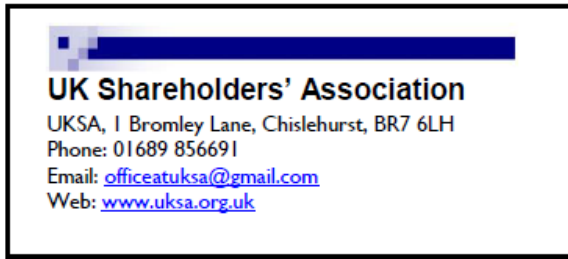 UK Shareholders' Association
UKSA, 1 Bromley Lane, Chislehurst, BR7 6LH
Phone: 01689 856691
Email: officeatuksa@gmail.com
Web: www.uksa.org.uk